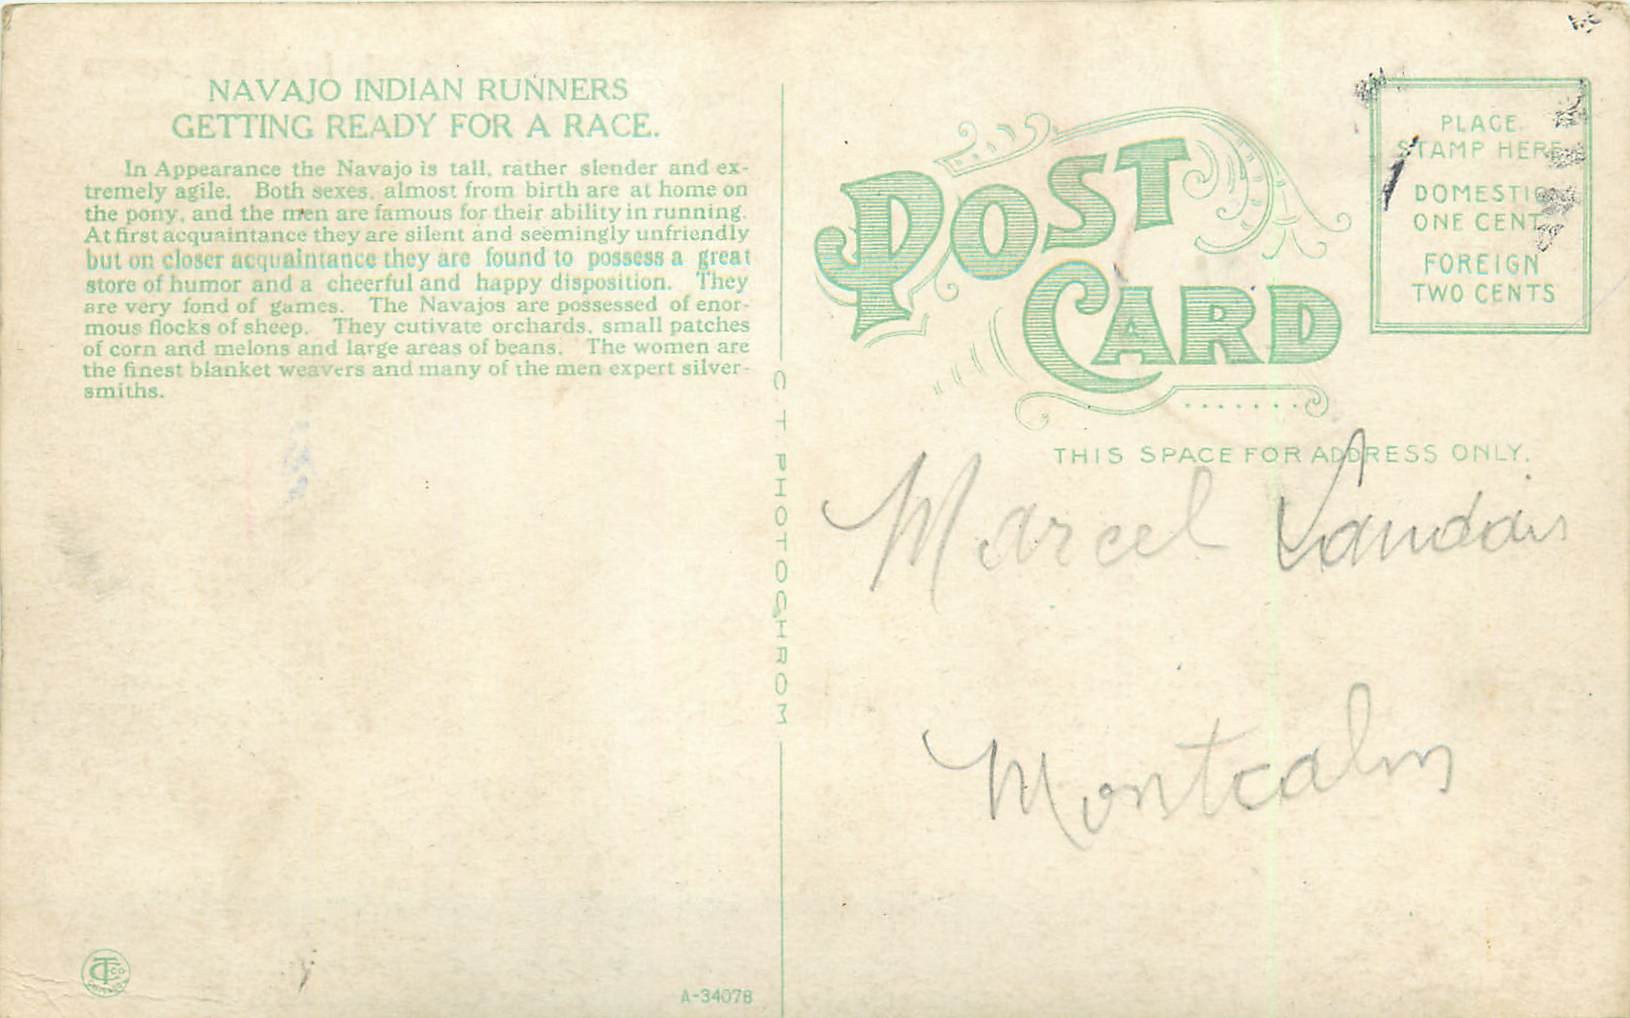 NAVAJO INDIAN RUNNERS
GETTING READY FOR A RACE.
In Appearance the Navajo is tall, rather slender and ex-
tremely agile. Both sexes, almost from birth are at home on
the pony, and the men are famous for their ability in running.
At first acquaintance they are silent and seemingly unfriendly
but on closer acquaintance they are found to possess a great
store of humor and a cheerful and happy disposition. They
are very fond of games. The Navajos are possessed of enor-
mous flocks of sheep. They cutivate orchards, small patches
of corn and melons and large areas of beans. The women are
the finest blanket weavers and many of the men expert silver-
smiths.
C T PHOTOCHROM
A-34078
POST
CARD
PLACE
STAMP HERE
DOMESTIC
ONE CENT
FOREIGN
TWO CENTS
THIS SPACE FOR ADDRESS ONLY.
Marcel
Montcalm